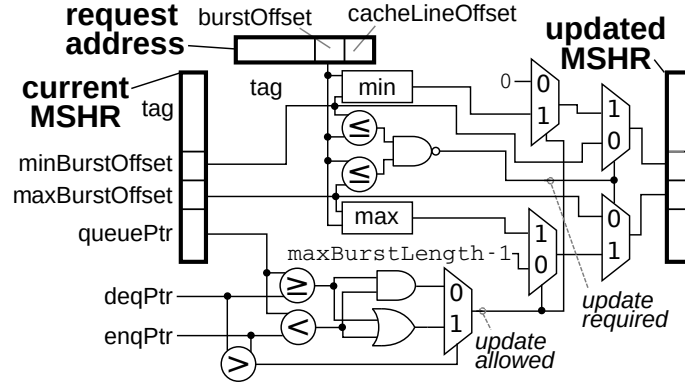 request
address
burstOffset
cacheLineOffset
updated
MSHR
current
MSHR
tag
tag
min
0
0
1
1
0
≤
≤
minBurstOffset
maxBurstOffset
max
queuePtr
maxBurstLength-1
1
0
0
1
deqPtr
enqPtr
≥
<
>
0
1
update
required
update
allowed